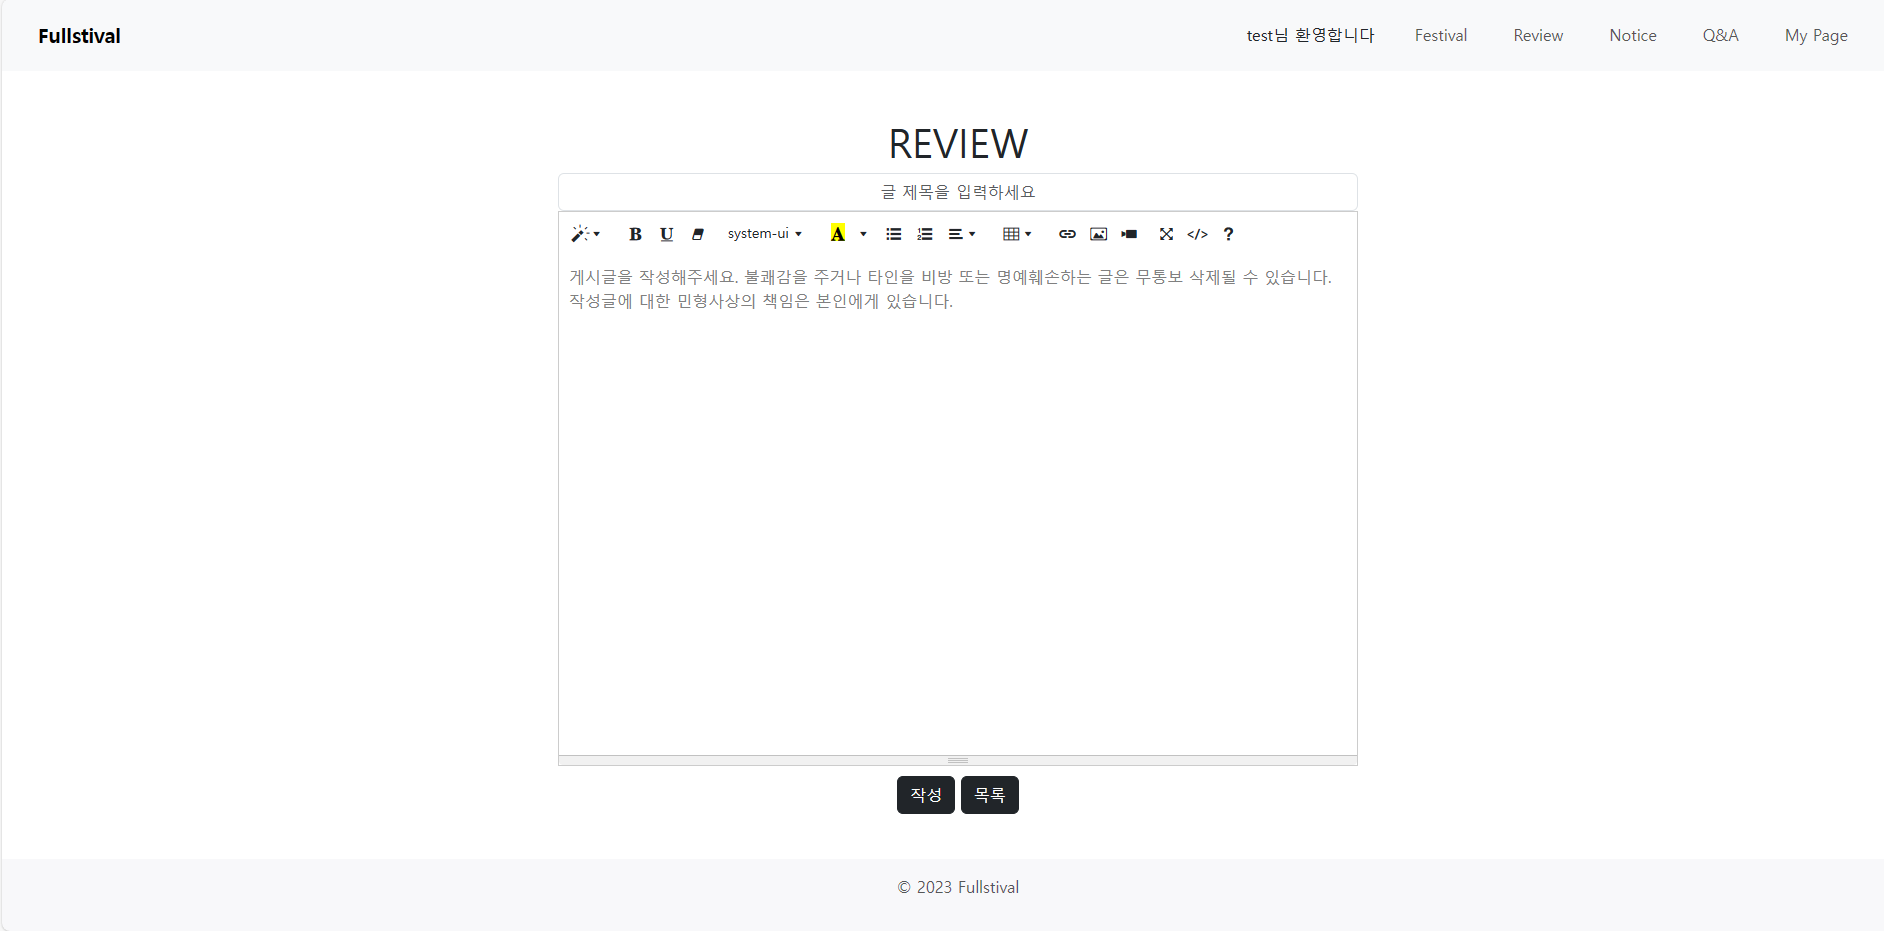 Fullstival
test님 환영합니다 Festival Review Notice Q&A My Page
REVIEW
글 제목을 입력하세요
B U system-ui A </> ?
게시글을 작성해주세요. 불쾌감을 주거나 타인을 비방 또는 명예훼손하는 글은 무통보 삭제될 수 있습니다.
작성글에 대한 민형사상의 책임은 본인에게 있습니다.
작성 목록
© 2023 Fullstival